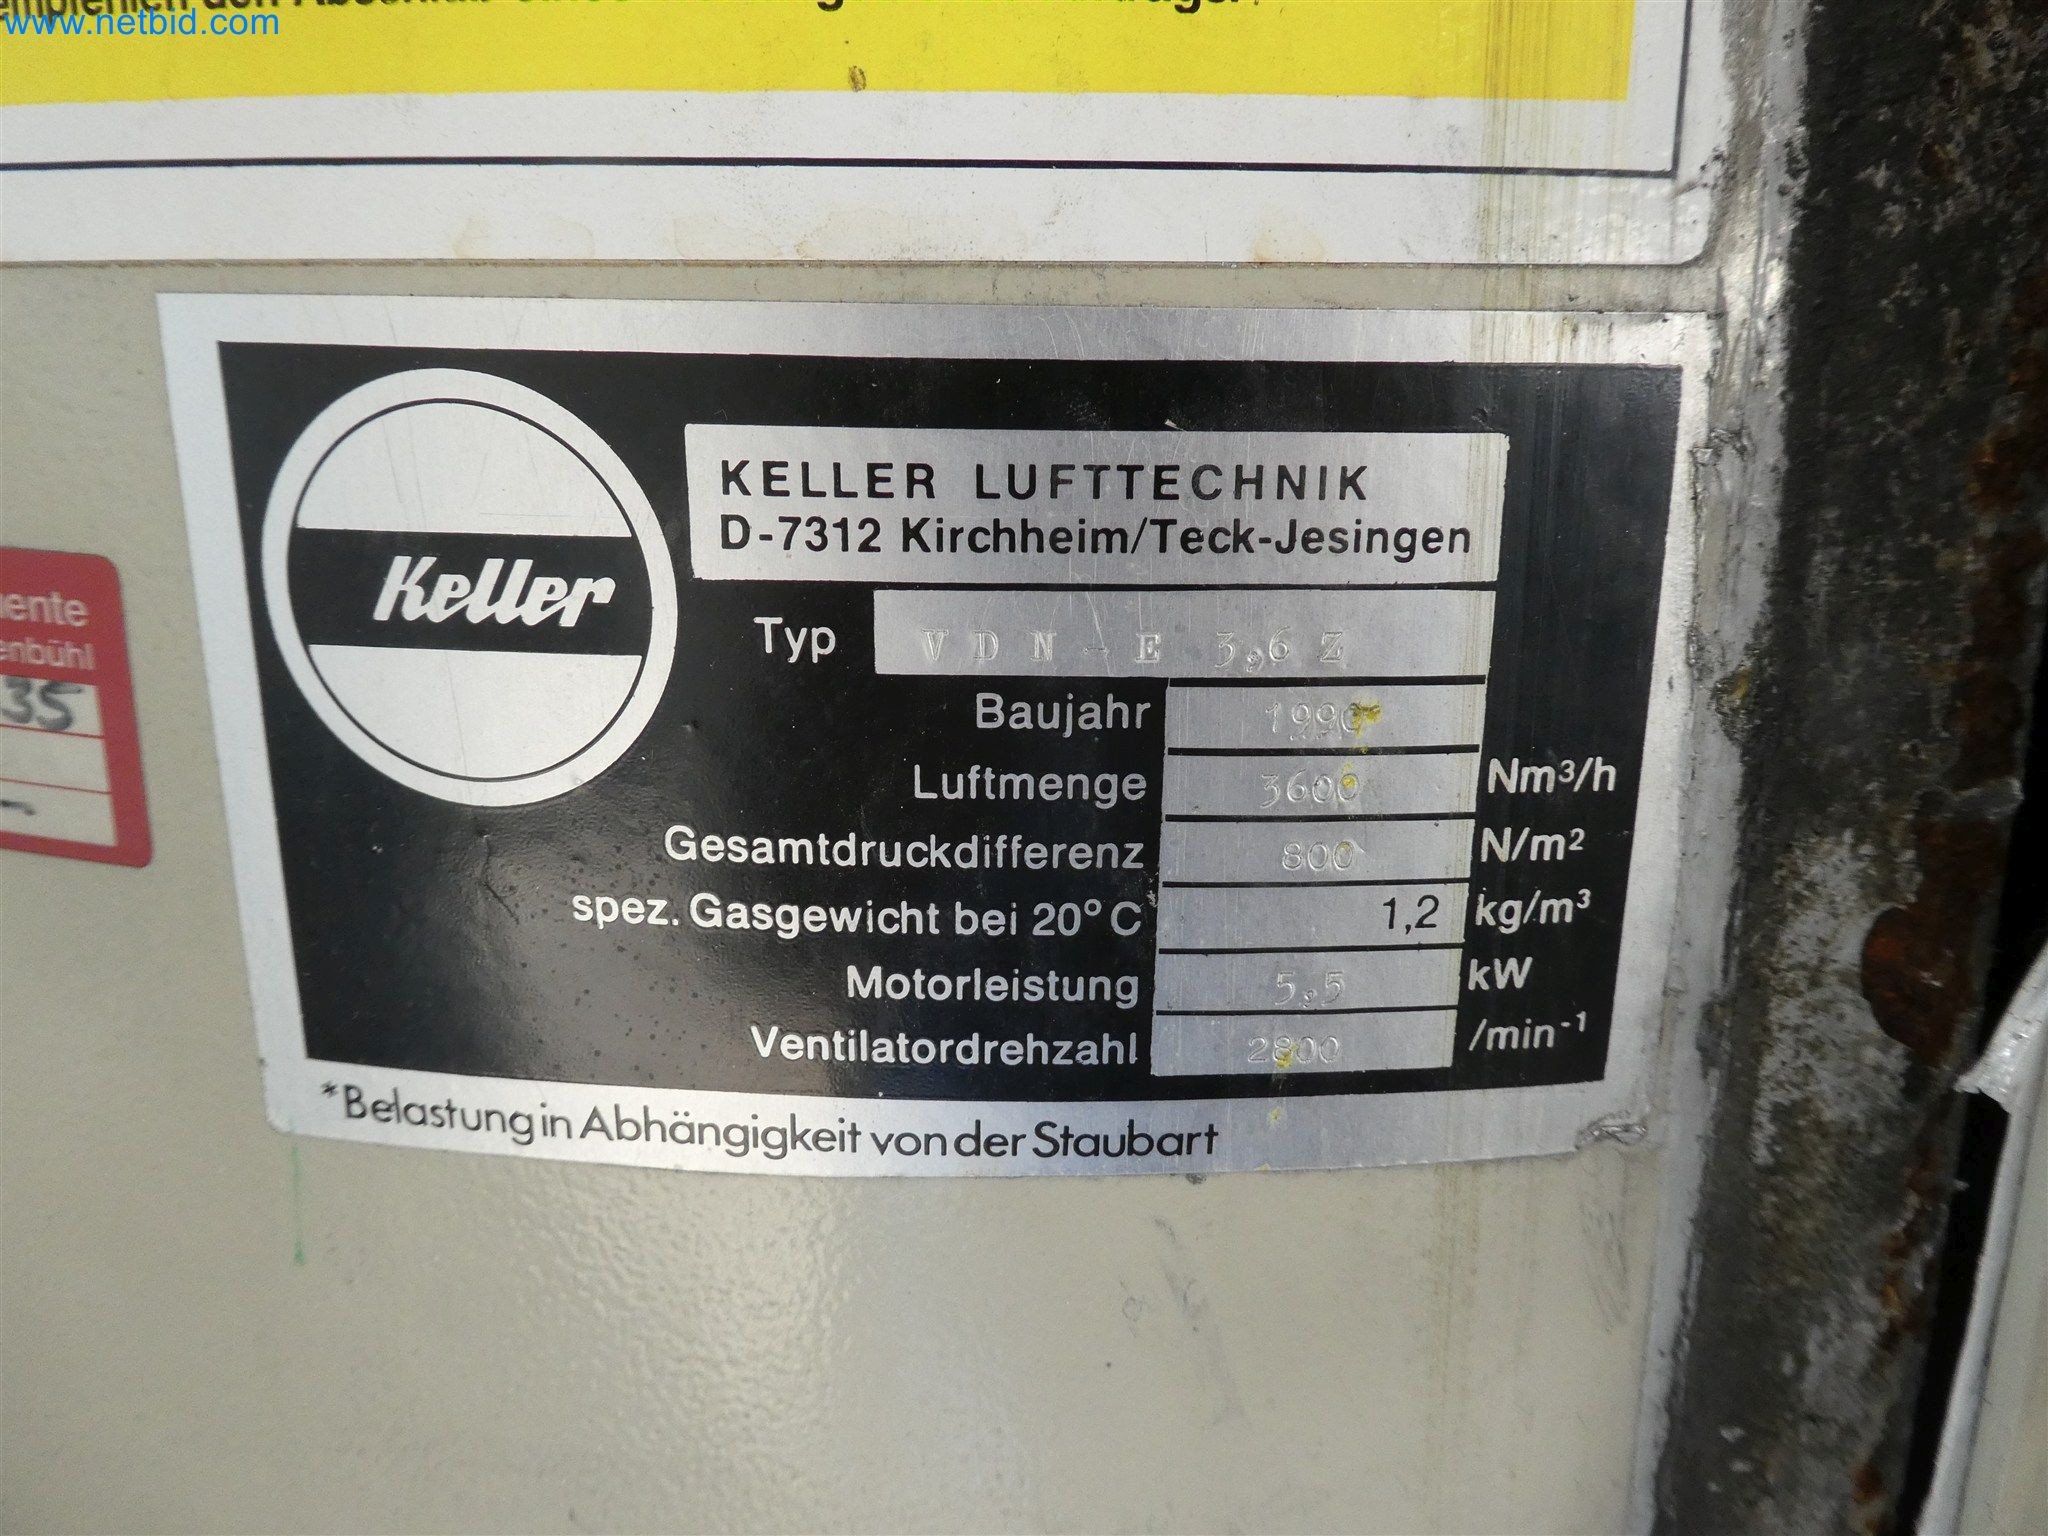 www.netbid.com
Keller
KELLER LUFTTECHNIK
D-7312 Kirchheim/Teck-Jesingen
Typ VDN-E 3,6 Z
Baujahr 1990
Luftmenge 3600 Nm³/h
Gesamtdruckdifferenz 800 N/m²
spez. Gasgewicht bei 20°C 1,2 kg/m³
Motorleistung 5,5 kW
Ventilatordrehzahl 2800 /min⁻¹
*Belastung in Abhängigkeit von der Staubart
35